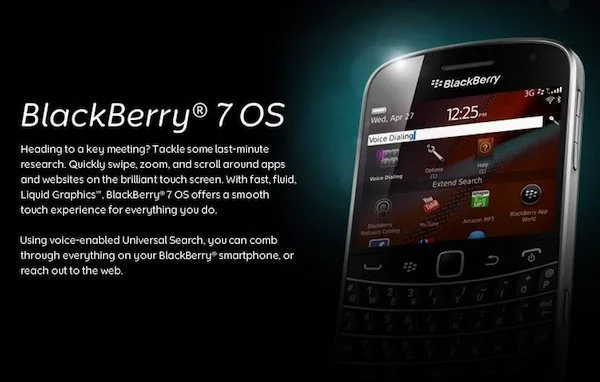 BlackBerry® 7 OS
Heading to a key meeting? Tackle some last-minute
research. Quickly swipe, zoom, and scroll around apps
and websites on the brilliant touch screen. With fast, fluid,
Liquid Graphics™, BlackBerry® 7 OS offers a smooth
touch experience for everything you do.
Using voice-enabled Universal Search, you can comb
through everything on your BlackBerry® smartphone, or
reach out to the web.
BlackBerry
3G
Wed, Apr 27
12:25PM
Voice Dialing
Voice Dialing
Options
(1)
Help
(1)
Extend Search
BlackBerry
Podcasts Catalog
YouTube
Amazon MP3
BlackBerry App
World